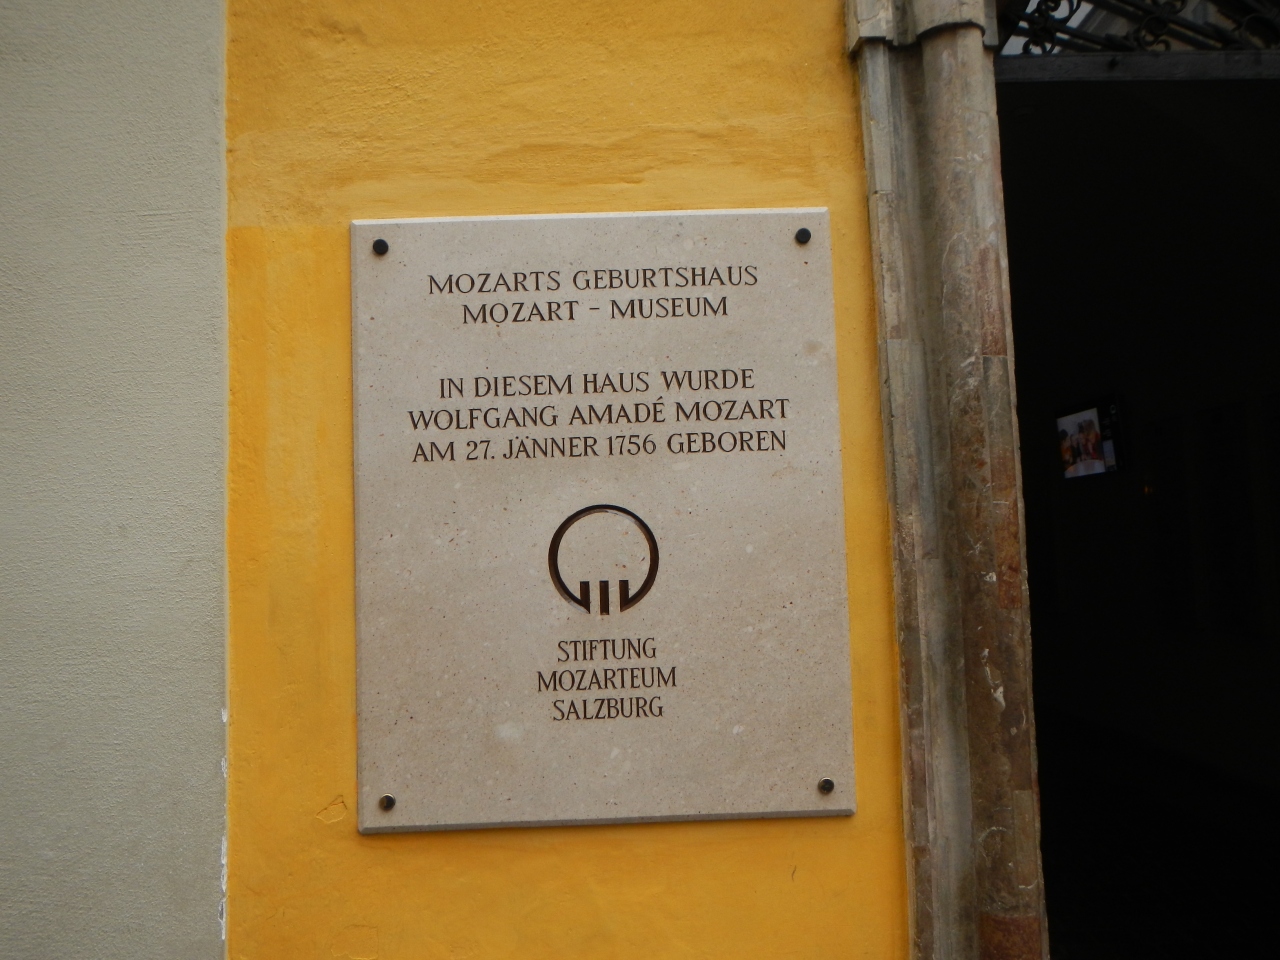 MOZARTS GEBURTSHAUS
MOZART - MUSEUM
IN DIESEM HAUS WURDE
WOLFGANG AMADÉ MOZART
AM 27. JÄNNER 1756 GEBOREN
STIFTUNG
MOZARTEUM
SALZBURG